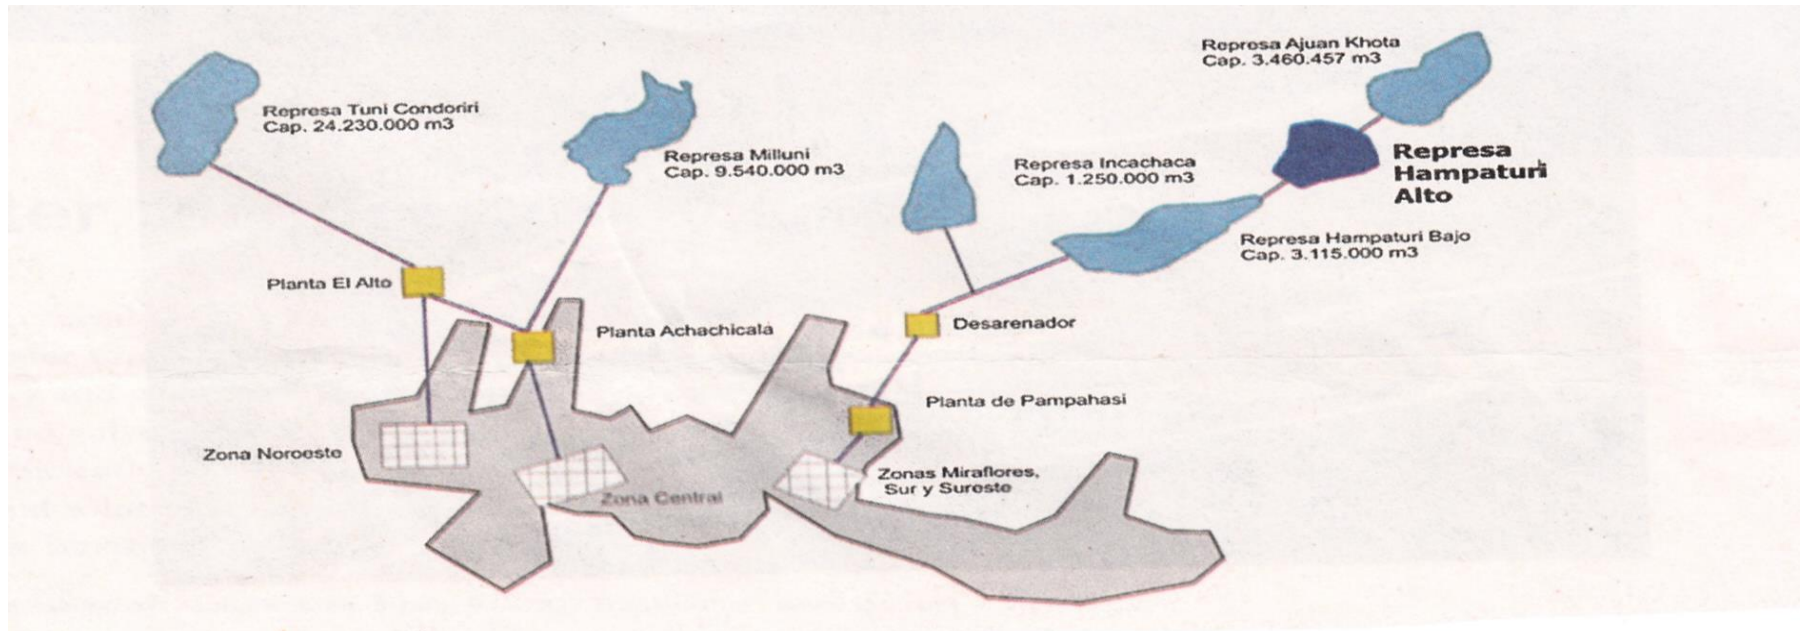 Represa Tuni Condoriri
Cap. 24.230.000 m3
Represa Milluni
Cap. 9.540.000 m3
Represa Incachaca
Cap. 1.250.000 m3
Represa Ajuan Khota
Cap. 3.460.457 m3
Represa
Hampaturi
Alto
Represa Hampaturi Bajo
Cap. 3.115.000 m3
Planta El Alto
Planta Achachicala
Desarenador
Planta de Pampahasi
Zona Noroeste
Zona Central
Zonas Miraflores,
Sur y Sureste